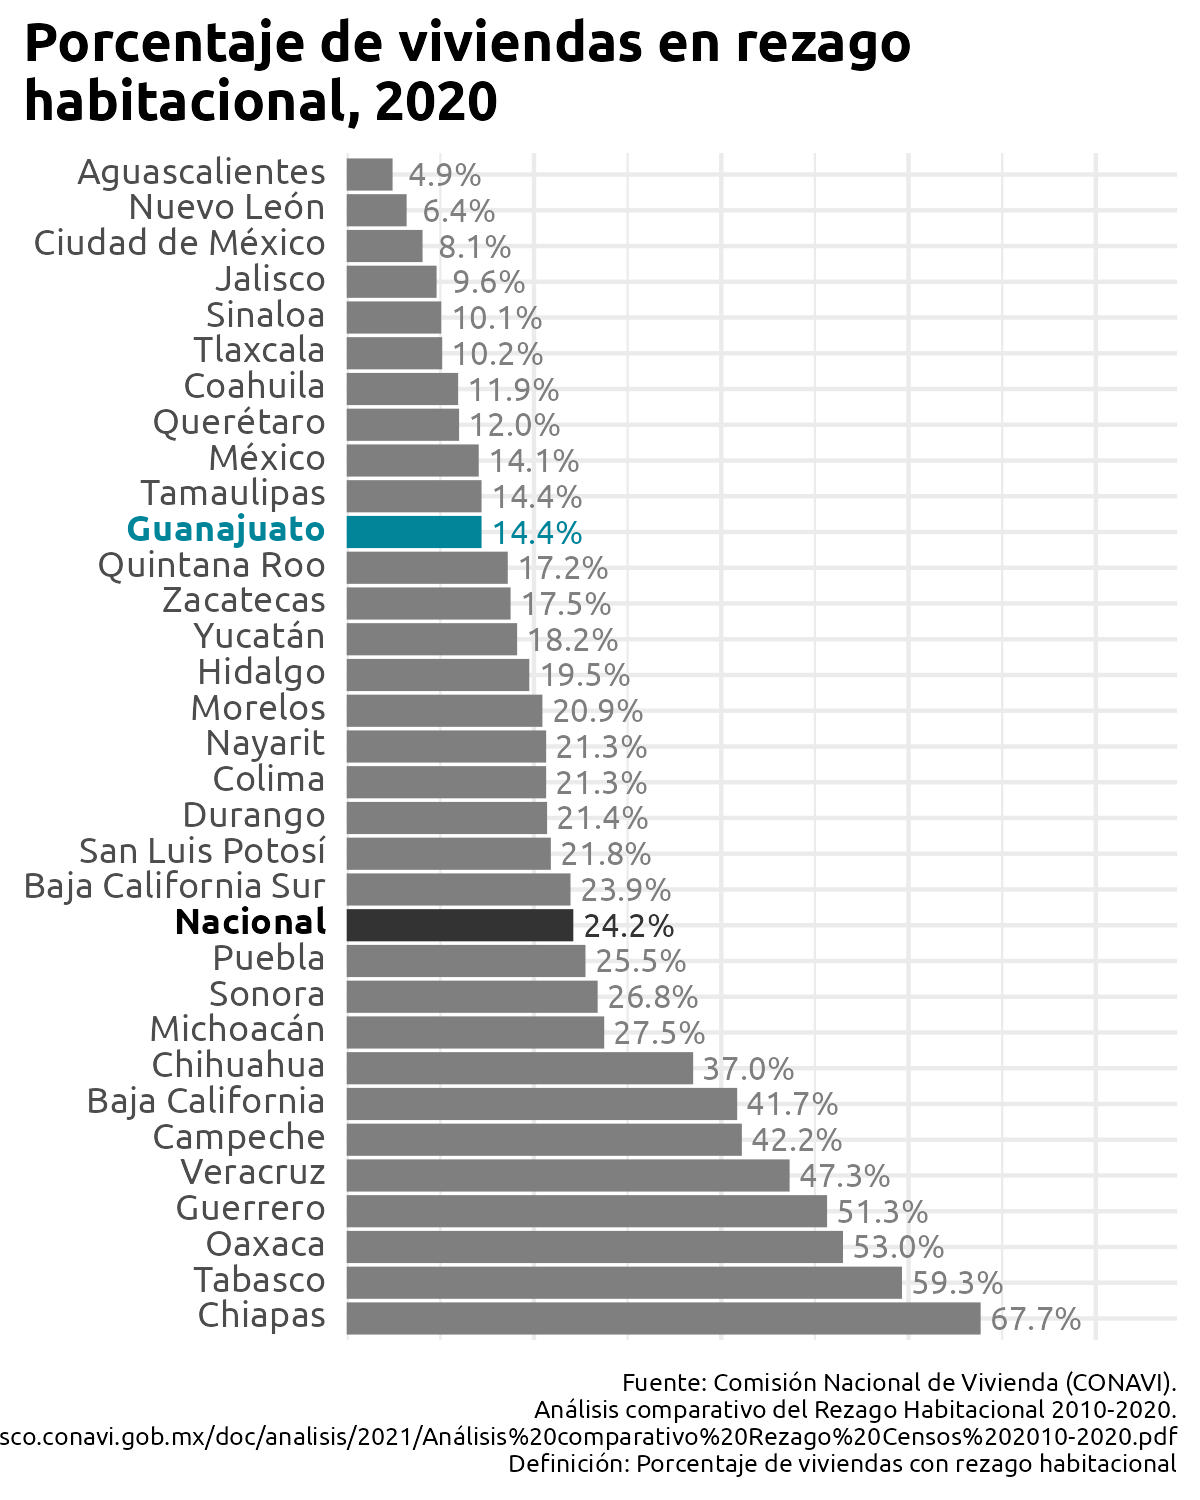 Porcentaje de viviendas en rezago
habitacional, 2020
Aguascalientes 4.9%
Nuevo León 6.4%
Ciudad de México 8.1%
Jalisco 9.6%
Sinaloa 10.1%
Tlaxcala 10.2%
Coahuila 11.9%
Querétaro 12.0%
México 14.1%
Tamaulipas 14.4%
Guanajuato 14.4%
Quintana Roo 17.2%
Zacatecas 17.5%
Yucatán 18.2%
Hidalgo 19.5%
Morelos 20.9%
Nayarit 21.3%
Colima 21.3%
Durango 21.4%
San Luis Potosí 21.8%
Baja California Sur 23.9%
Nacional 24.2%
Puebla 25.5%
Sonora 26.8%
Michoacán 27.5%
Chihuahua 37.0%
Baja California 41.7%
Campeche 42.2%
Veracruz 47.3%
Guerrero 51.3%
Oaxaca 53.0%
Tabasco 59.3%
Chiapas 67.7%
Fuente: Comisión Nacional de Vivienda (CONAVI).
Análisis comparativo del Rezago Habitacional 2010-2020.
sco.conavi.gob.mx/doc/analisis/2021/Análisis%20comparativo%20Rezago%20Censos%202010-2020.pdf
Definición: Porcentaje de viviendas con rezago habitacional